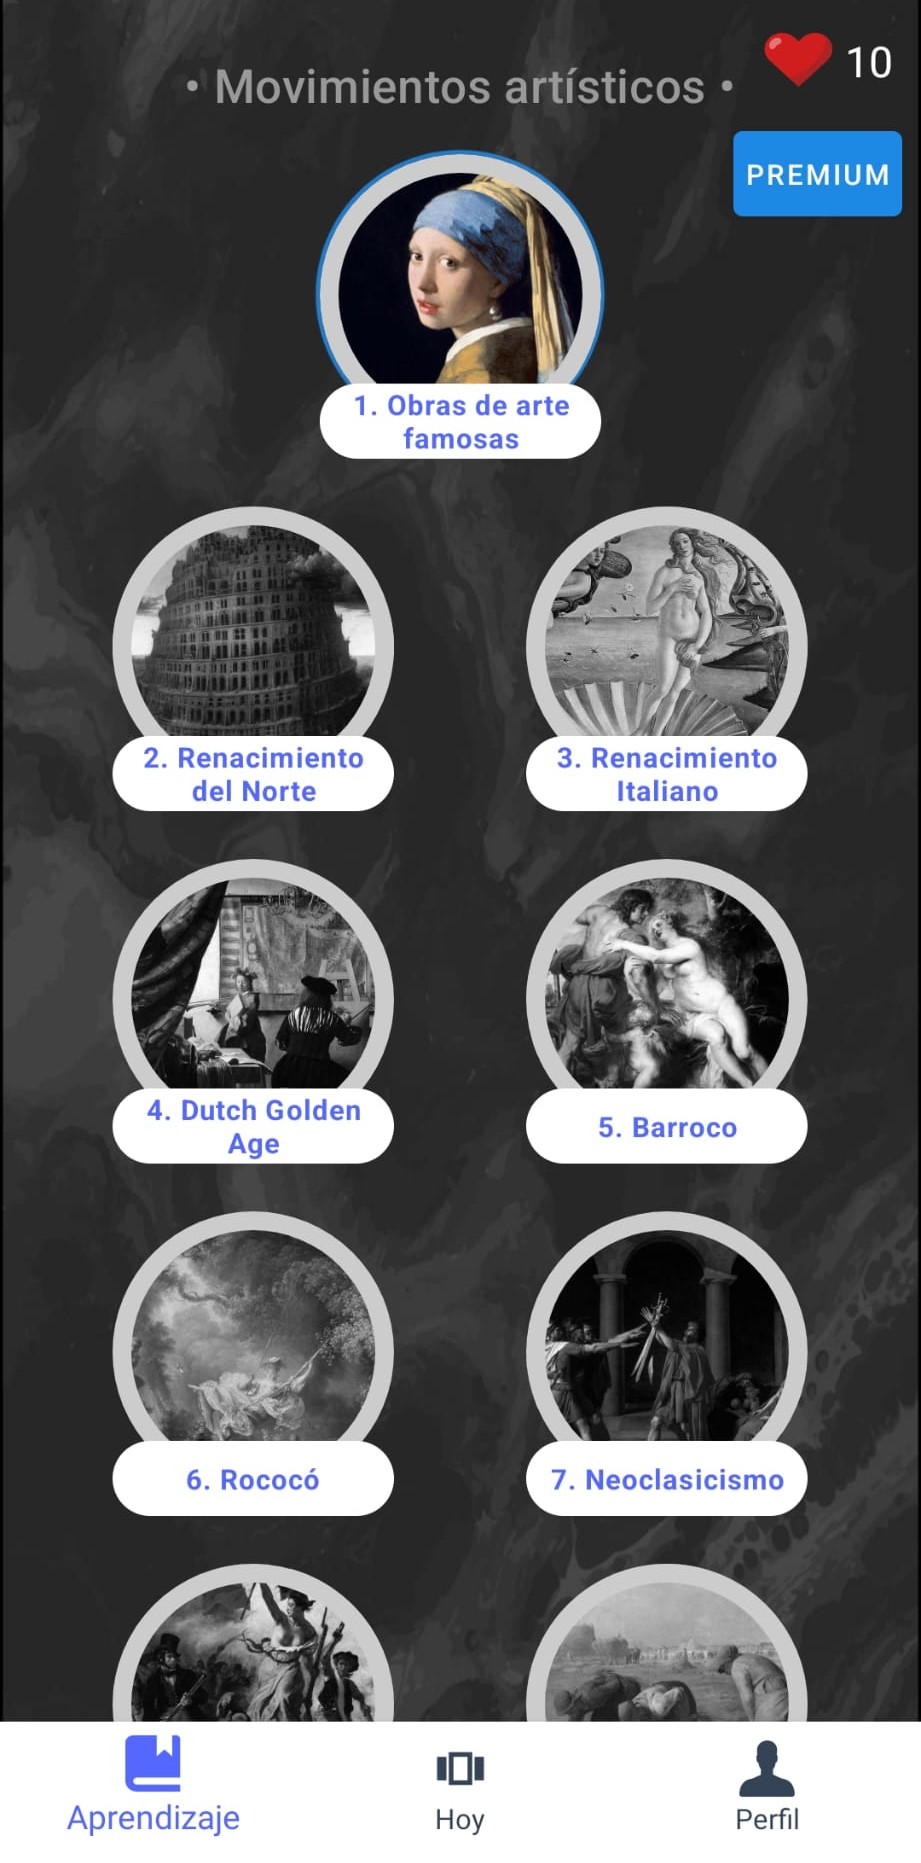 • Movimientos artísticos •
10
PREMIUM
1. Obras de arte
famosas
2. Renacimiento
del Norte
3. Renacimiento
Italiano
4. Dutch Golden
Age
5. Barroco
6. Rococó
7. Neoclasicismo
Aprendizaje
Hoy
Perfil